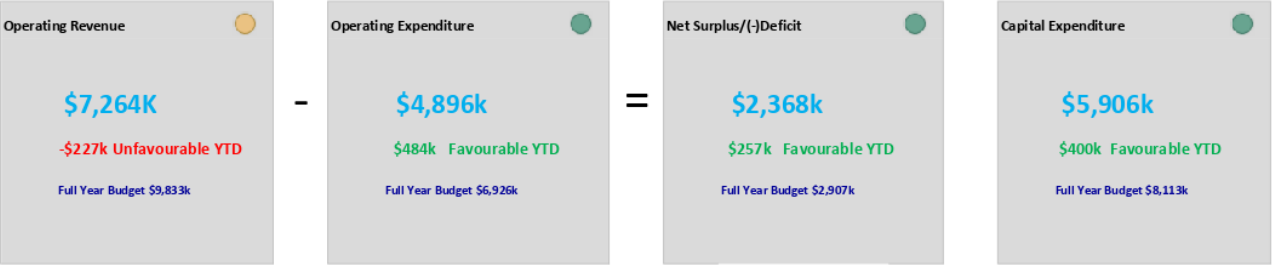 Operating Revenue
$7,264K
-$227k Unfavourable YTD
Full Year Budget $9,833k
-
Operating Expenditure
$4,896k
$484k Favourable YTD
Full Year Budget $6,926k
=
Net Surplus/(-)Deficit
$2,368k
$257k Favourable YTD
Full Year Budget $2,907k
Capital Expenditure
$5,906k
$400k Favourable YTD
Full Year Budget $8,113k